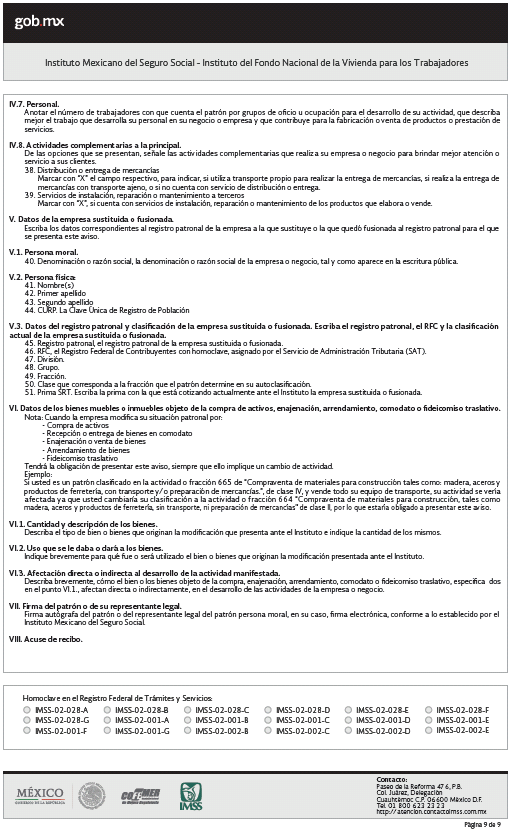 gob.mx
Instituto Mexicano del Seguro Social - Instituto del Fondo Nacional de la Vivienda para los Trabajadores
IV.7. Personal.
Anotar el número de trabajadores con que cuenta el patrón por grupos de oficio u ocupación para el desarrollo de su actividad, que describa
mejor el trabajo que desarrolla su personal en su negocio o empresa y que contribuye para la fabricación o venta de productos o prestación de
servicios.
IV.8. Actividades complementarias a la principal.
De las opciones que se presentan, señale las actividades complementarias que realiza su empresa o negocio para brindar mejor atención o
servicio a sus clientes.
38. Distribución o entrega de mercancías
Marcar con "X" el campo respectivo, para indicar, si utiliza transporte propio para realizar la entrega de mercancías, si realiza la entrega de
mercancías con transporte ajeno, o si no cuenta con servicio de distribución o entrega.
39. Servicios de instalación, reparación o mantenimiento a terceros
Marcar con "X", si cuenta con servicios de instalación, reparación o mantenimiento de los productos que elabora o vende.
V. Datos de la empresa sustituida o fusionada.
Escriba los datos correspondientes al registro patronal de la empresa a la que sustituye o la que quedó fusionada al registro patronal para el que
se presenta este aviso.
V.1. Persona moral.
40. Denominación o razón social, la denominación o razón social de la empresa o negocio, tal y como aparece en la escritura pública.
V.2. Persona física:
41. Nombre(s)
42. Primer apellido
43. Segundo apellido
44. CURP. La Clave Única de Registro de Población
V.3. Datos del registro patronal y clasificación de la empresa sustituida o fusionada. Escriba el registro patronal, el RFC y la clasificación
actual de la empresa sustituida o fusionada.
45. Registro patronal, el registro patronal de la empresa sustituida o fusionada.
46. RFC, el Registro Federal de Contribuyentes con homoclave, asignado por el Servicio de Administración Tributaria (SAT).
47. División.
48. Grupo.
49. Fracción.
50. Clase que corresponda a la fracción que el patrón determine en su autoclasificación.
51. Prima SRT. Escriba la prima con la que está cotizando actualmente ante el Instituto la empresa sustituida o fusionada.
VI. Datos de los bienes muebles o inmuebles objeto de la compra de activos, enajenación, arrendamiento, comodato o fideicomiso traslativo.
Nota: Cuando la empresa modifica su situación patronal por:
- Compra de activos
- Recepción o entrega de bienes en comodato
- Enajenación o venta de bienes
- Arrendamiento de bienes
- Fideicomiso traslativo
Tendrá la obligación de presentar este aviso, siempre que ello implique un cambio de actividad.
Ejemplo:
Si usted es un patrón clasificado en la actividad o fracción 665 de "Compraventa de materiales para construcción tales como: madera, aceros y
productos de ferretería, con transporte y/o preparación de mercancías.", de clase IV, y vende todo su equipo de transporte, su actividad se vería
afectada ya que usted cambiaría su clasificación a la actividad o fracción 664 "Compraventa de materiales para construcción, tales como
madera, aceros y productos de ferretería, sin transporte, ni preparación de mercancías" de clase II, por lo que estaría obligado a presentar este aviso.
VI.1. Cantidad y descripción de los bienes.
Describa el tipo de bien o bienes que originan la modificación que presenta ante el Instituto e indique la cantidad de los mismos.
VI.2. Uso que se le daba o dará a los bienes.
Indique brevemente para qué fue o será utilizado el bien o bienes que originan la modificación presentada ante el Instituto.
VI.3. Afectación directa o indirecta al desarrollo de la actividad manifestada.
Describa brevemente, cómo el bien o los bienes objeto de la compra, enajenación, arrendamiento, comodato o fideicomiso traslativo, especifica dos
en el punto VI.1., afectan directa o indirectamente, en el desarrollo de las actividades de la empresa o negocio.
VII. Firma del patrón o de su representante legal.
Firma autógrafa del patrón o del representante legal del patrón persona moral, en su caso, firma electrónica, conforme a lo establecido por el
Instituto Mexicano del Seguro Social.
VIII. Acuse de recibo.
Homoclave en el Registro Federal de Trámites y Servicios:
IMSS-02-028-A IMSS-02-028-B IMSS-02-028-C IMSS-02-028-D IMSS-02-028-E IMSS-02-028-F
IMSS-02-028-G IMSS-02-001-A IMSS-02-001-B IMSS-02-001-C IMSS-02-001-D IMSS-02-001-E
IMSS-02-001-F IMSS-02-001-G IMSS-02-002-B IMSS-02-002-C IMSS-02-002-D IMSS-02-002-E
MÉXICO
GOBIERNO DE LA REPÚBLICA
COFEMER
IMSS
Contacto:
Paseo de la Reforma 476, P.B.
Col. Juárez, Delegación
Cuauhtémoc C.P. 06600 México D.F.
Tel. 01 800 623 23 23
http://atencion.contactoimss.com.mx
Página 9 de 9